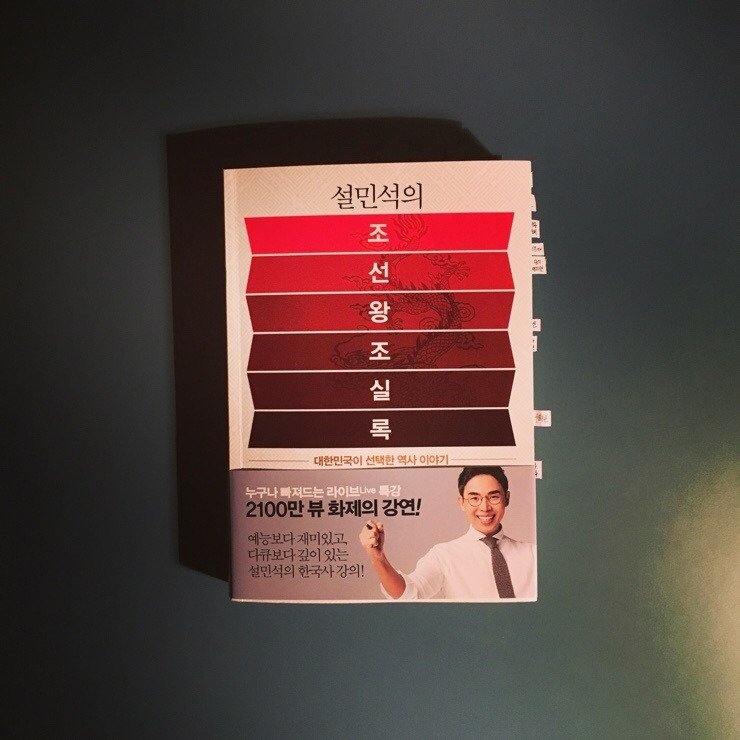 설민석의
조
선
왕
조
실
록
대한민국이 선택한 역사 이야기
누구나 빠져드는 라이브Live 특강
2100만 뷰 화제의 강연!
예능보다 재미있고,
다큐보다 깊이 있는
설민석의 한국사 강의!